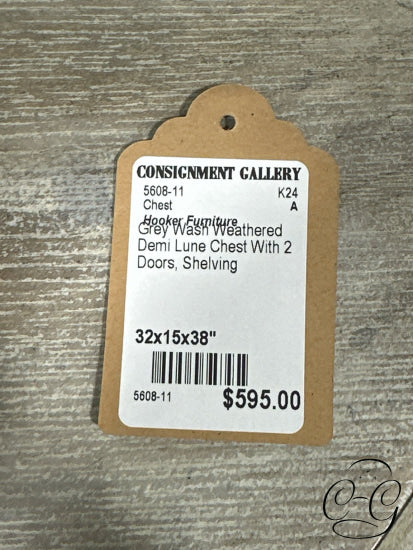 CONSIGNMENT GALLERY
5608-11 K24
Chest A
Hooker Furniture
Grey Wash Weathered
Demi Lune Chest With 2
Doors, Shelving
32x15x38"
5608-11 $595.00
C-G